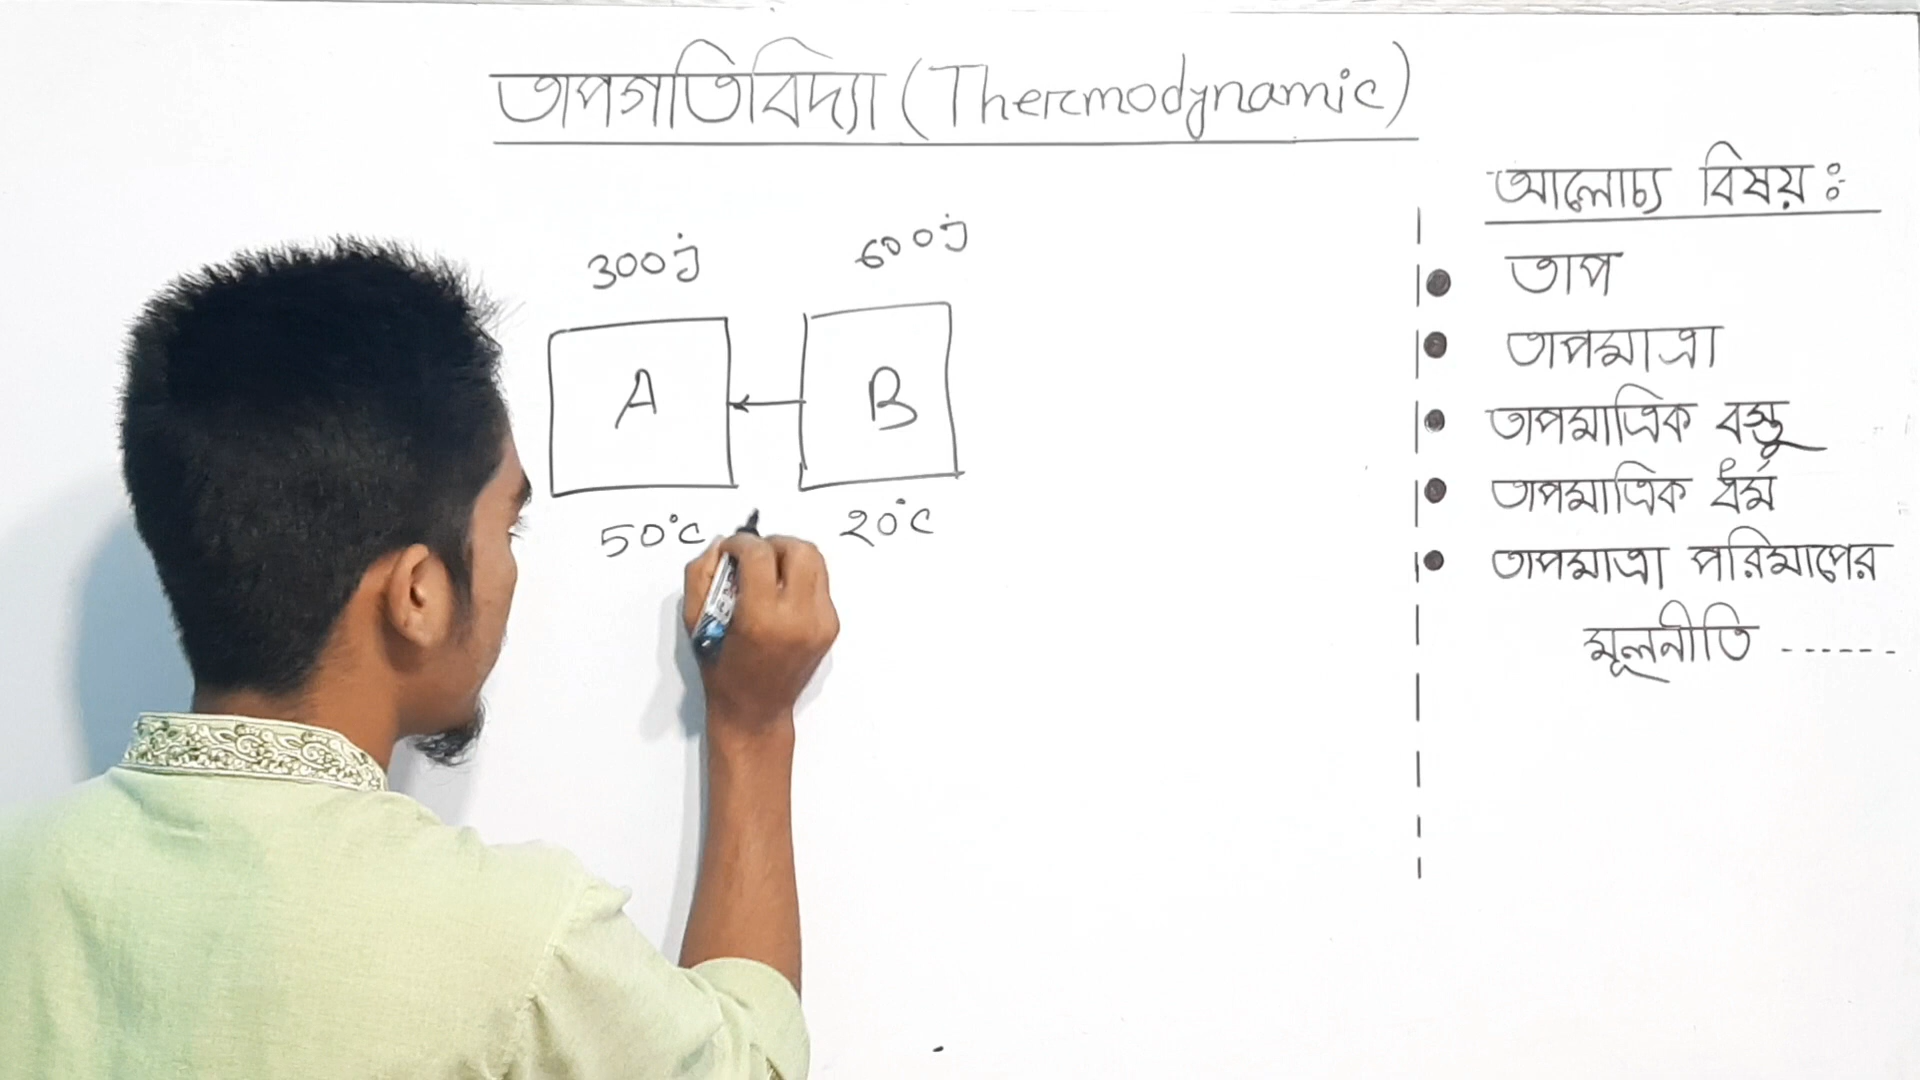 তাপগতিবিদ্যা (Thermodynamic)
আলোচ্য বিষয়ঃ
তাপ
তাপমাত্রা
তাপমাত্রিক বস্তু
তাপমাত্রিক ধর্ম
তাপমাত্রা পরিমাপের
মূলনীতি ------
300j 600j
A B
50°c 20°c